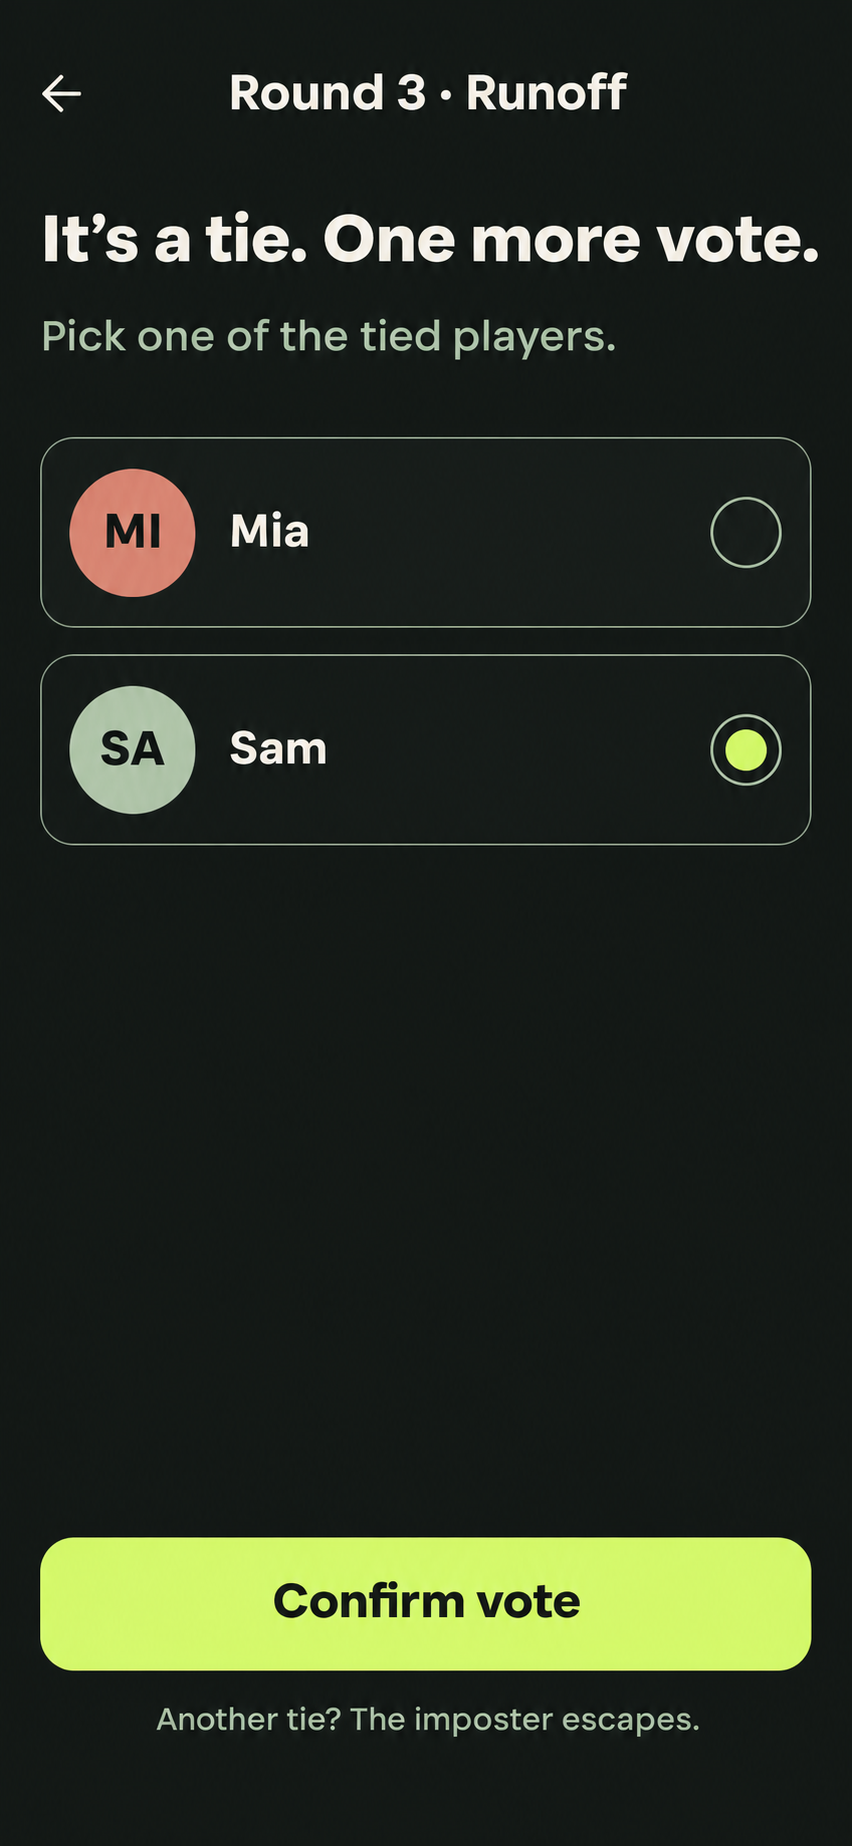 Round 3 · Runoff
It’s a tie. One more vote.
Pick one of the tied players.
MI
Mia
SA
Sam
Confirm vote
Another tie? The imposter escapes.